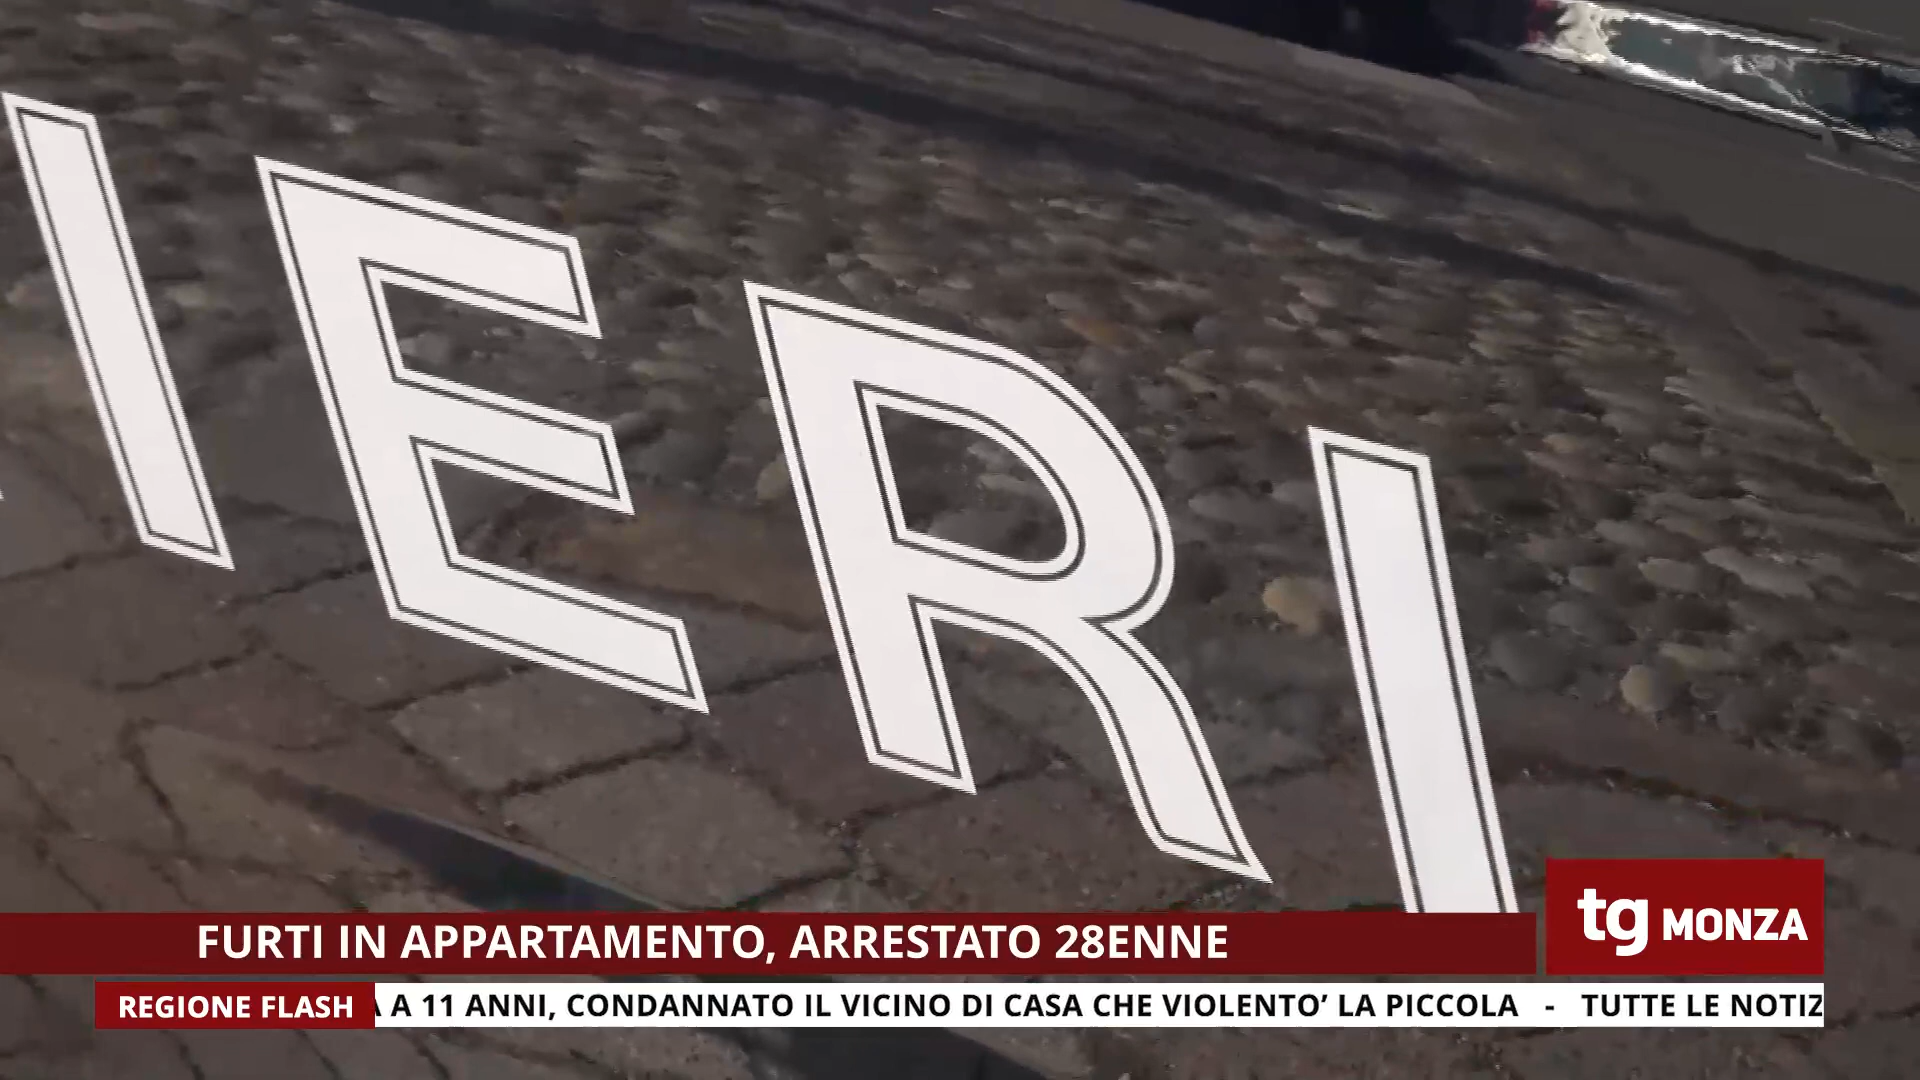 IERI
FURTI IN APPARTAMENTO, ARRESTATO 28ENNE
tg MONZA
REGIONE FLASH
A 11 ANNI, CONDANNATO IL VICINO DI CASA CHE VIOLENTO’ LA PICCOLA - TUTTE LE NOTIZ